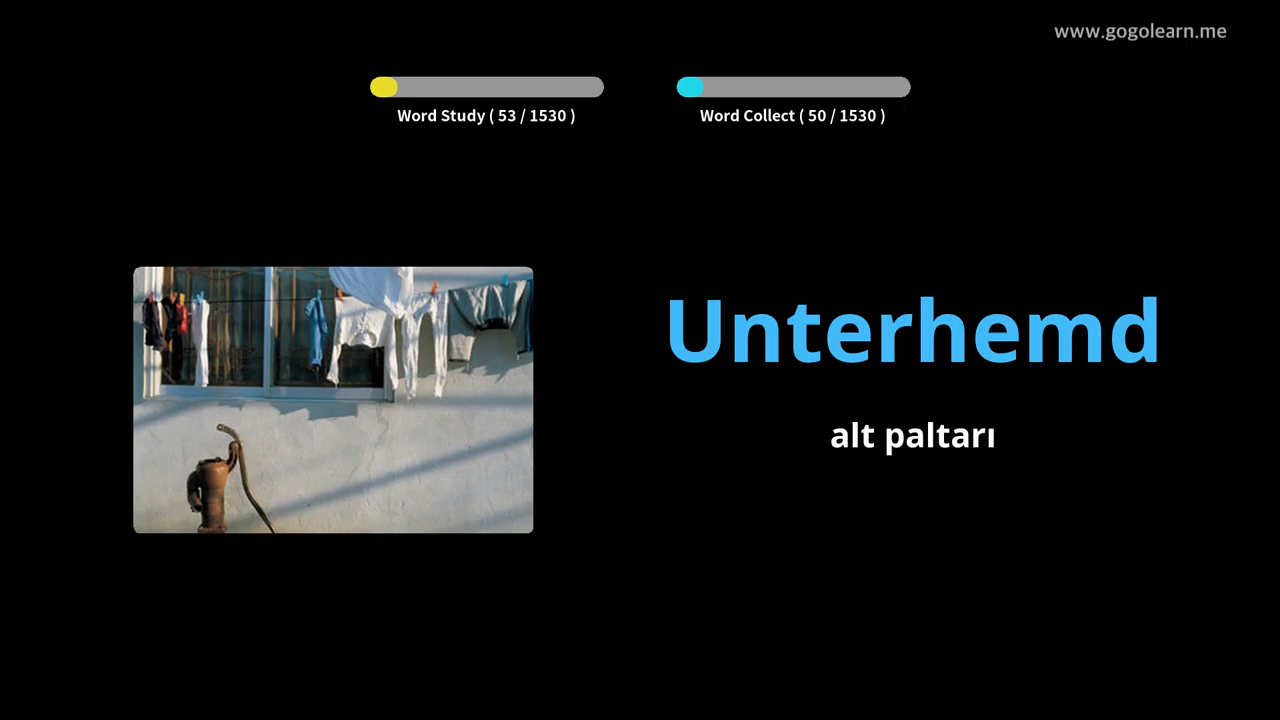 www.gogolearn.me
Word Study ( 53 / 1530 )
Word Collect ( 50 / 1530 )
Unterhemd
alt paltarı